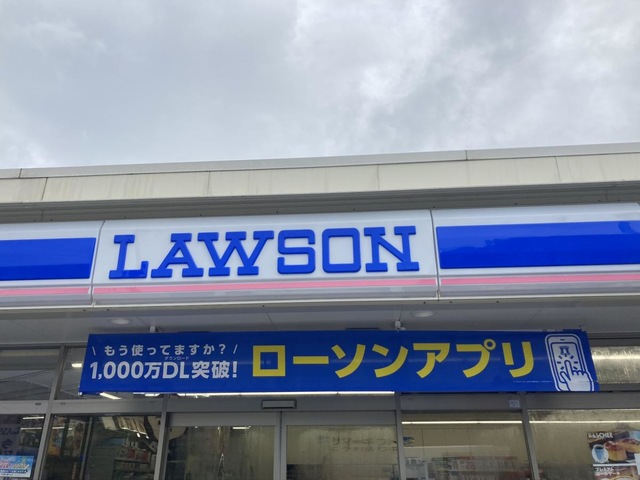 LAWSON
\ もう使ってますか? /
ダウンロード
1,000万DL突破!
ローソンアプリ